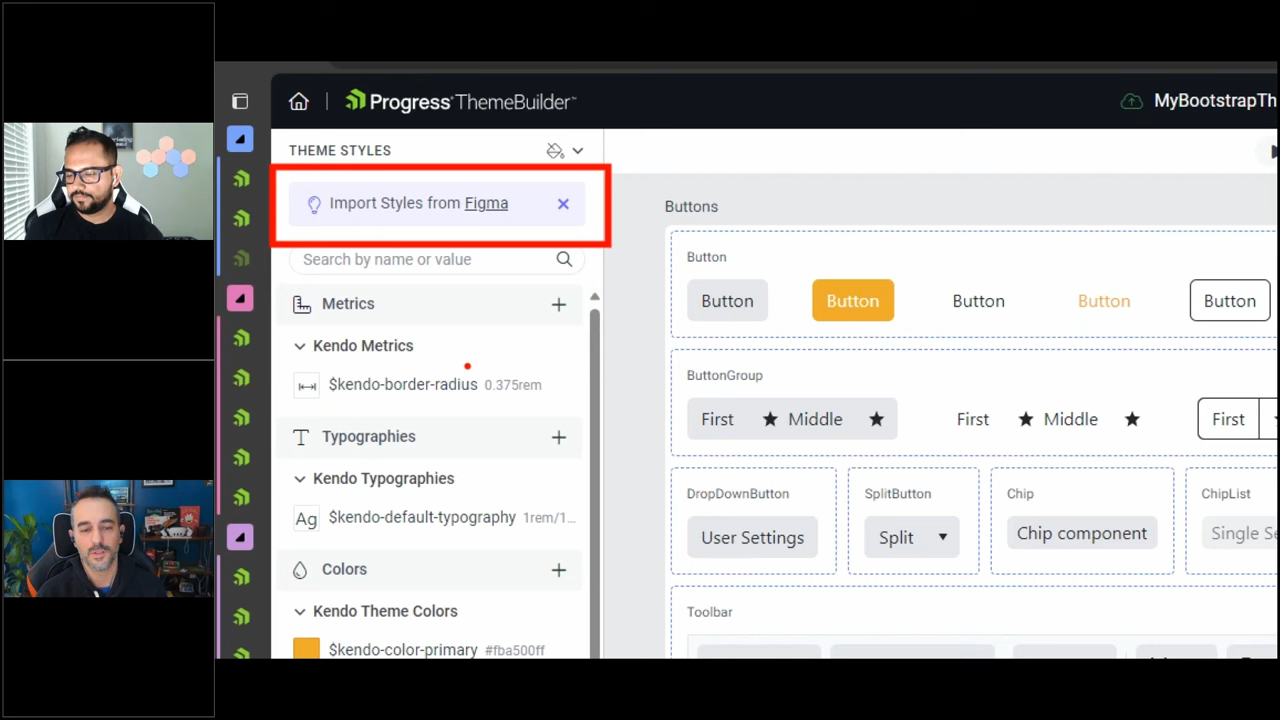 Progress ThemeBuilder™
MyBootstrapTh
THEME STYLES
Import Styles from Figma
Search by name or value
Metrics
Kendo Metrics
$kendo-border-radius 0.375rem
Typographies
Kendo Typographies
Ag $kendo-default-typography 1rem/1...
Colors
Kendo Theme Colors
$kendo-color-primary #fba500ff
Buttons
Button
Button Button Button Button Button
ButtonGroup
First Middle First Middle First
DropDownButton SplitButton Chip ChipList
User Settings Split Chip component Single Se
Toolbar